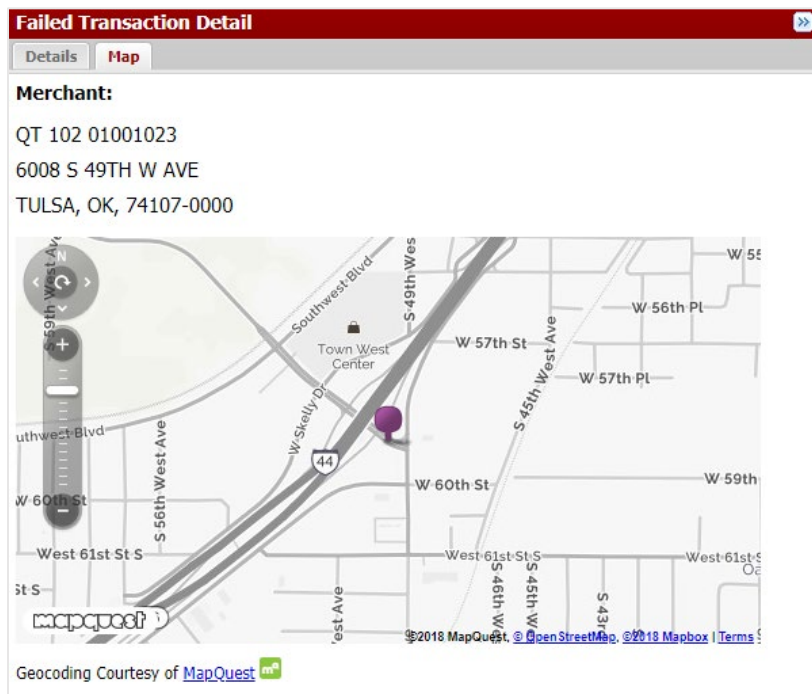 Failed Transaction Detail
Details
Map
Merchant:
QT 102 01001023
6008 S 49TH W AVE
TULSA, OK, 74107-0000
N
S 59th West Ave
Southwest Blvd
S 49th Wes
W 55
W 56th Pl
Town West
Center
W 57th St
S 45th West Ave
W 57th Pl
W Skelly Dr
uthwest Blvd
S 56th West Ave
44
W 60th St
W 60th St
W 59th
West 61st St S
West 61st St S
West 61st S
St S
est Ave
S 46th We
S 45th W
S 43r
Oa
mapquest
©2018 MapQuest, © OpenStreetMap, ©2018 Mapbox | Terms
Geocoding Courtesy of MapQuest